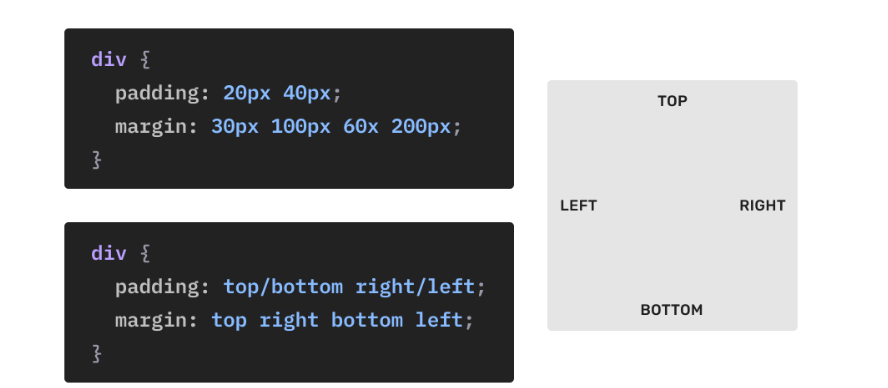 div {
padding: 20px 40px;
margin: 30px 100px 60x 200px;
}
div {
padding: top/bottom right/left;
margin: top right bottom left;
}
TOP
LEFT RIGHT
BOTTOM